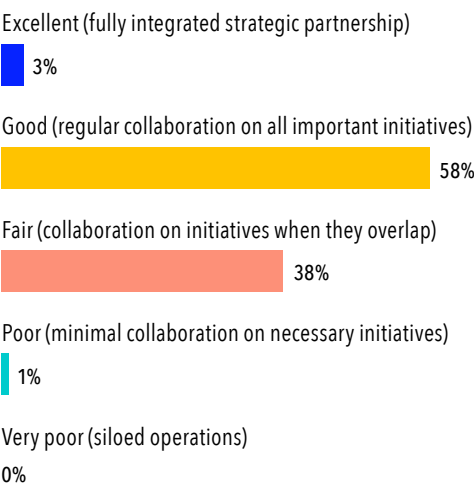 Excellent (fully integrated strategic partnership)
3%
Good (regular collaboration on all important initiatives)
58%
Fair (collaboration on initiatives when they overlap)
38%
Poor (minimal collaboration on necessary initiatives)
1%
Very poor (siloed operations)
0%